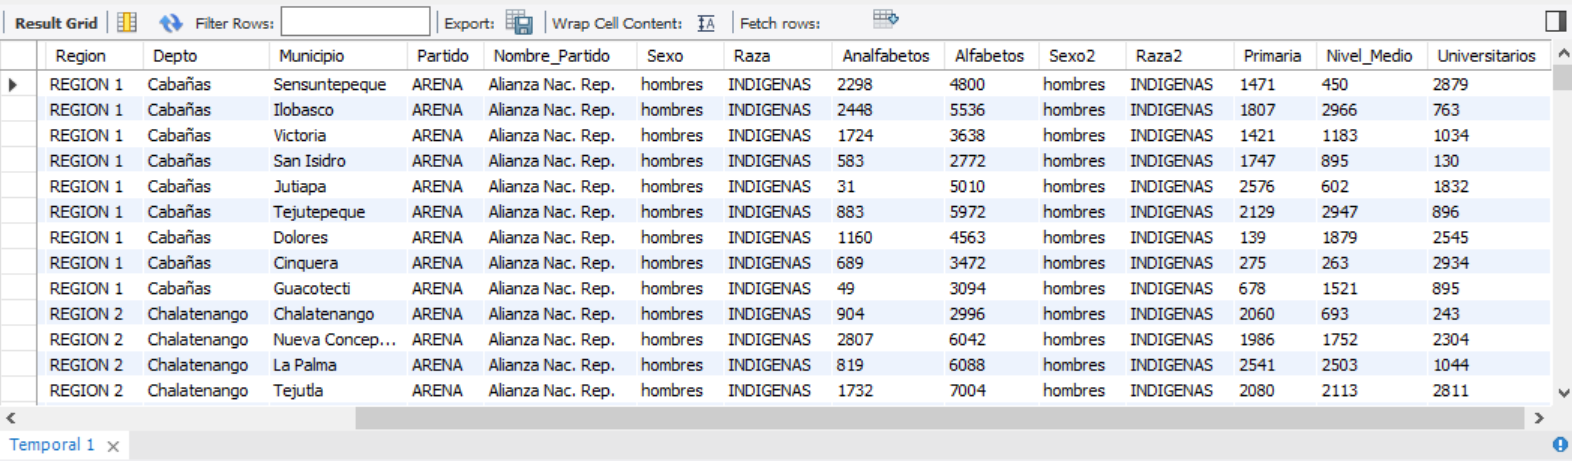 Result Grid Filter Rows: Export: Wrap Cell Content: IA Fetch rows:
Region Depto Municipio Partido Nombre_Partido Sexo Raza Analfabetos Alfabetos Sexo2 Raza2 Primaria Nivel_Medio Universitarios
REGION 1 Cabañas Sensuntepeque ARENA Alianza Nac. Rep. hombres INDIGENAS 2298 4800 hombres INDIGENAS 1471 450 2879
REGION 1 Cabañas Ilobasco ARENA Alianza Nac. Rep. hombres INDIGENAS 2448 5536 hombres INDIGENAS 1807 2966 763
REGION 1 Cabañas Victoria ARENA Alianza Nac. Rep. hombres INDIGENAS 1724 3638 hombres INDIGENAS 1421 1183 1034
REGION 1 Cabañas San Isidro ARENA Alianza Nac. Rep. hombres INDIGENAS 583 2772 hombres INDIGENAS 1747 895 130
REGION 1 Cabañas Jutiapa ARENA Alianza Nac. Rep. hombres INDIGENAS 31 5010 hombres INDIGENAS 2576 602 1832
REGION 1 Cabañas Tejutepeque ARENA Alianza Nac. Rep. hombres INDIGENAS 883 5972 hombres INDIGENAS 2129 2947 896
REGION 1 Cabañas Dolores ARENA Alianza Nac. Rep. hombres INDIGENAS 1160 4563 hombres INDIGENAS 139 1879 2545
REGION 1 Cabañas Cinquera ARENA Alianza Nac. Rep. hombres INDIGENAS 689 3472 hombres INDIGENAS 275 263 2934
REGION 1 Cabañas Guacotecti ARENA Alianza Nac. Rep. hombres INDIGENAS 49 3094 hombres INDIGENAS 678 1521 895
REGION 2 Chalatenango Chalatenango ARENA Alianza Nac. Rep. hombres INDIGENAS 904 2996 hombres INDIGENAS 2060 693 243
REGION 2 Chalatenango Nueva Concep... ARENA Alianza Nac. Rep. hombres INDIGENAS 2807 6042 hombres INDIGENAS 1986 1752 2304
REGION 2 Chalatenango La Palma ARENA Alianza Nac. Rep. hombres INDIGENAS 819 6088 hombres INDIGENAS 2541 2503 1044
REGION 2 Chalatenango Tejutla ARENA Alianza Nac. Rep. hombres INDIGENAS 1732 7004 hombres INDIGENAS 2080 2113 2811
Temporal 1